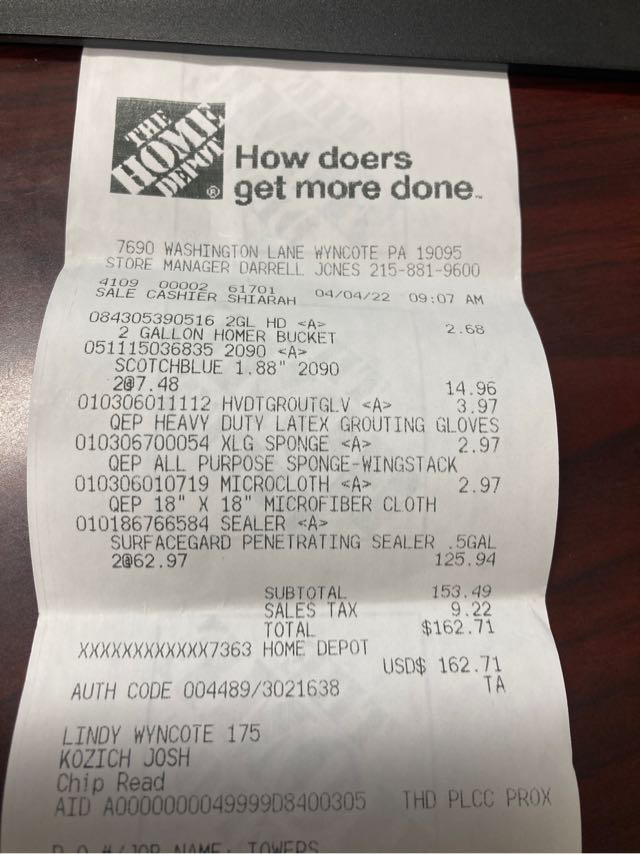 THE
HOME
DEPOT
®
How doers
get more done™
7690 WASHINGTON LANE WYNCOTE PA 19095
STORE MANAGER DARRELL JONES 215-881-9600
4109 00002 61701 04/04/22 09:07 AM
SALE CASHIER SHIARAH
084305390516 2GL HD <A> 2.68
2 GALLON HOMER BUCKET
051115036835 2090 <A>
SCOTCHBLUE 1.88" 2090
2@7.48 14.96
010306011112 HVDTGROUTGLV <A> 3.97
QEP HEAVY DUTY LATEX GROUTING GLOVES
010306700054 XLG SPONGE <A> 2.97
QEP ALL PURPOSE SPONGE-WINGSTACK
010306010719 MICROCLOTH <A> 2.97
QEP 18" X 18" MICROFIBER CLOTH
010186766584 SEALER <A>
SURFACEGARD PENETRATING SEALER .5GAL
2@62.97 125.94
SUBTOTAL 153.49
SALES TAX 9.22
TOTAL $162.71
XXXXXXXXXXXX7363 HOME DEPOT
USD$ 162.71
AUTH CODE 004489/3021638 TA
LINDY WYNCOTE 175
KOZICH JOSH
Chip Read
AID A0000000049999D8400305 THD PLCC PROX
P.O.#/JOB NAME: TOWERS